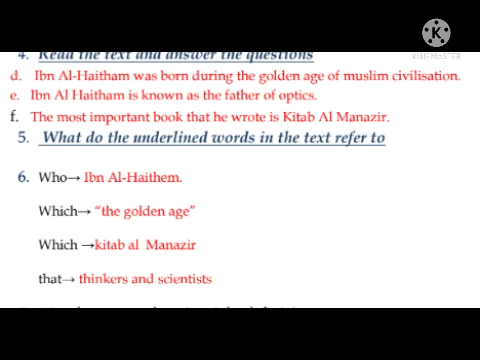 4. Read the text and answer the questions
KINEMASTER
d. Ibn Al-Haitham was born during the golden age of muslim civilisation.
e. Ibn Al Haitham is known as the father of optics.
f. The most important book that he wrote is Kitab Al Manazir.
5. What do the underlined words in the text refer to
6. Who→ Ibn Al-Haithem.
Which→ “the golden age”
Which →kitab al Manazir
that→ thinkers and scientists